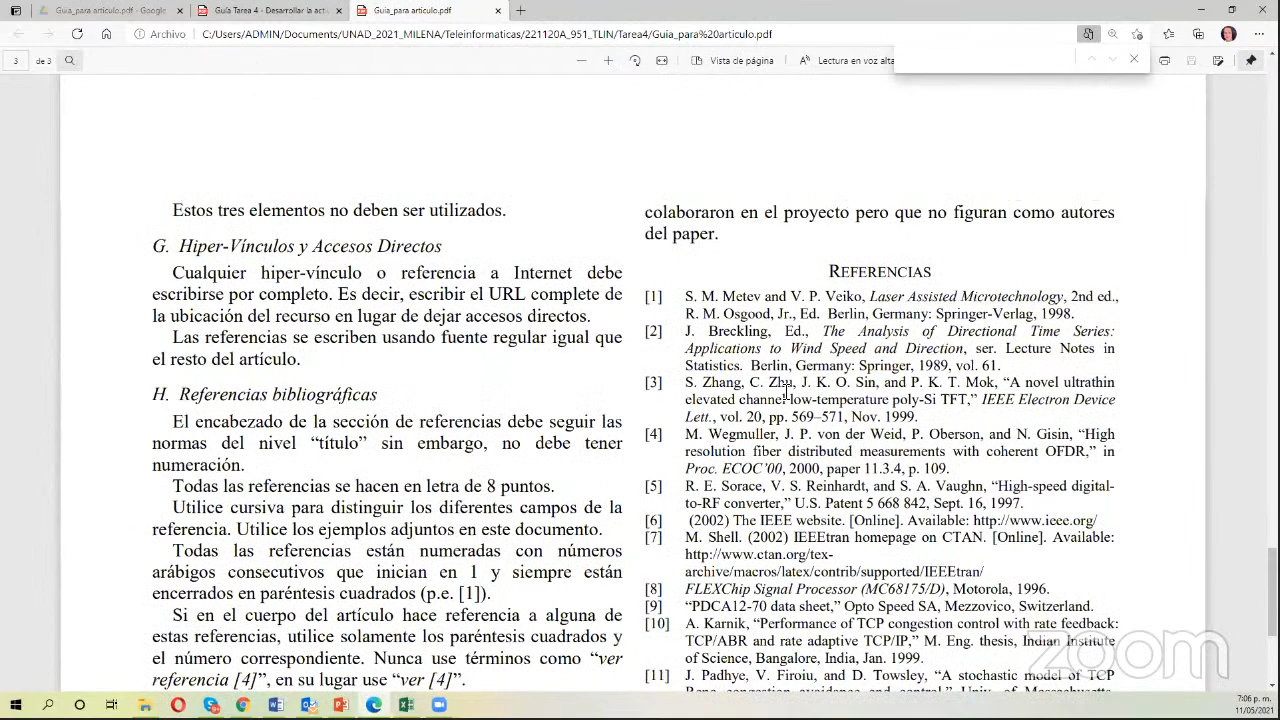 Guía_para artículo.pdf - Google
Guía Tarea 4 - Desarrollar la acti
Guia_para artículo.pdf
Archivo
C:/Users/ADMIN/Documents/UNAD_2021_MILENA/Teleinformaticas/221120A_951_TLIN/Tarea4/Guia_para%20articulo.pdf
3 de 3
Vista de página
Lectura en voz alta
Estos tres elementos no deben ser utilizados.
G. Hiper-Vínculos y Accesos Directos
Cualquier hiper-vínculo o referencia a Internet debe
escribirse por completo. Es decir, escribir el URL complete de
la ubicación del recurso en lugar de dejar accesos directos.
Las referencias se escriben usando fuente regular igual que
el resto del artículo.
H. Referencias bibliográficas
El encabezado de la sección de referencias debe seguir las
normas del nivel “título” sin embargo, no debe tener
numeración.
Todas las referencias se hacen en letra de 8 puntos.
Utilice cursiva para distinguir los diferentes campos de la
referencia. Utilice los ejemplos adjuntos en este documento.
Todas las referencias están numeradas con números
arábigos consecutivos que inician en 1 y siempre están
encerrados en paréntesis cuadrados (p.e. [1]).
Si en el cuerpo del artículo hace referencia a alguna de
estas referencias, utilice solamente los paréntesis cuadrados y
el número correspondiente. Nunca use términos como “ver
referencia [4]”, en su lugar use “ver [4]”.
colaboraron en el proyecto pero que no figuran como autores
del paper.
REFERENCIAS
[1] S. M. Metev and V. P. Veiko, Laser Assisted Microtechnology, 2nd ed.,
R. M. Osgood, Jr., Ed. Berlin, Germany: Springer-Verlag, 1998.
[2] J. Breckling, Ed., The Analysis of Directional Time Series:
Applications to Wind Speed and Direction, ser. Lecture Notes in
Statistics. Berlin, Germany: Springer, 1989, vol. 61.
[3] S. Zhang, C. Zhu, J. K. O. Sin, and P. K. T. Mok, “A novel ultrathin
elevated channel low-temperature poly-Si TFT,” IEEE Electron Device
Lett., vol. 20, pp. 569–571, Nov. 1999.
[4] M. Wegmuller, J. P. von der Weid, P. Oberson, and N. Gisin, “High
resolution fiber distributed measurements with coherent OFDR,” in
Proc. ECOC’00, 2000, paper 11.3.4, p. 109.
[5] R. E. Sorace, V. S. Reinhardt, and S. A. Vaughn, “High-speed digital-
to-RF converter,” U.S. Patent 5 668 842, Sept. 16, 1997.
[6] (2002) The IEEE website. [Online]. Available: http://www.ieee.org/
[7] M. Shell. (2002) IEEEtran homepage on CTAN. [Online]. Available:
http://www.ctan.org/tex-
archive/macros/latex/contrib/supported/IEEEtran/
[8] FLEXChip Signal Processor (MC68175/D), Motorola, 1996.
[9] “PDCA12-70 data sheet,” Opto Speed SA, Mezzovico, Switzerland.
[10] A. Karnik, “Performance of TCP congestion control with rate feedback:
TCP/ABR and rate adaptive TCP/IP,” M. Eng. thesis, Indian Institute
of Science, Bangalore, India, Jan. 1999.
[11] J. Padhye, V. Firoiu, and D. Towsley, “A stochastic model of TCP
zoom
7:06 p. m.
11/05/2021